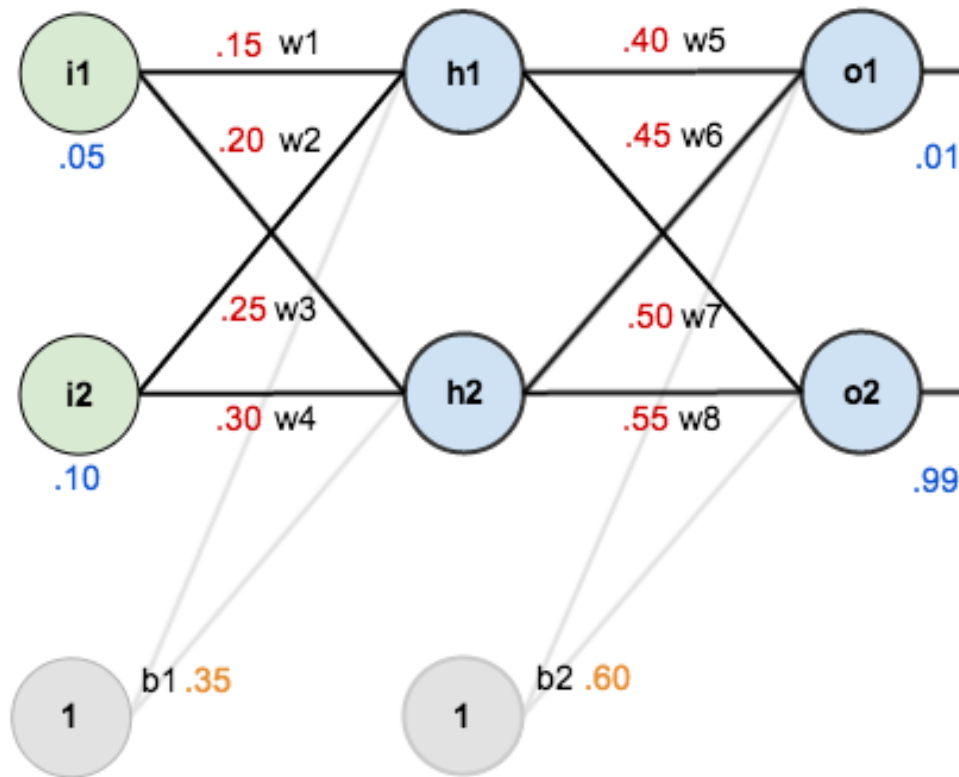 .15 w1
.40 w5
i1
h1
o1
.20 w2
.45 w6
.05
.01
.25 w3
.50 w7
i2
h2
o2
.30 w4
.55 w8
.10
.99
b1 .35
b2 .60
1
1